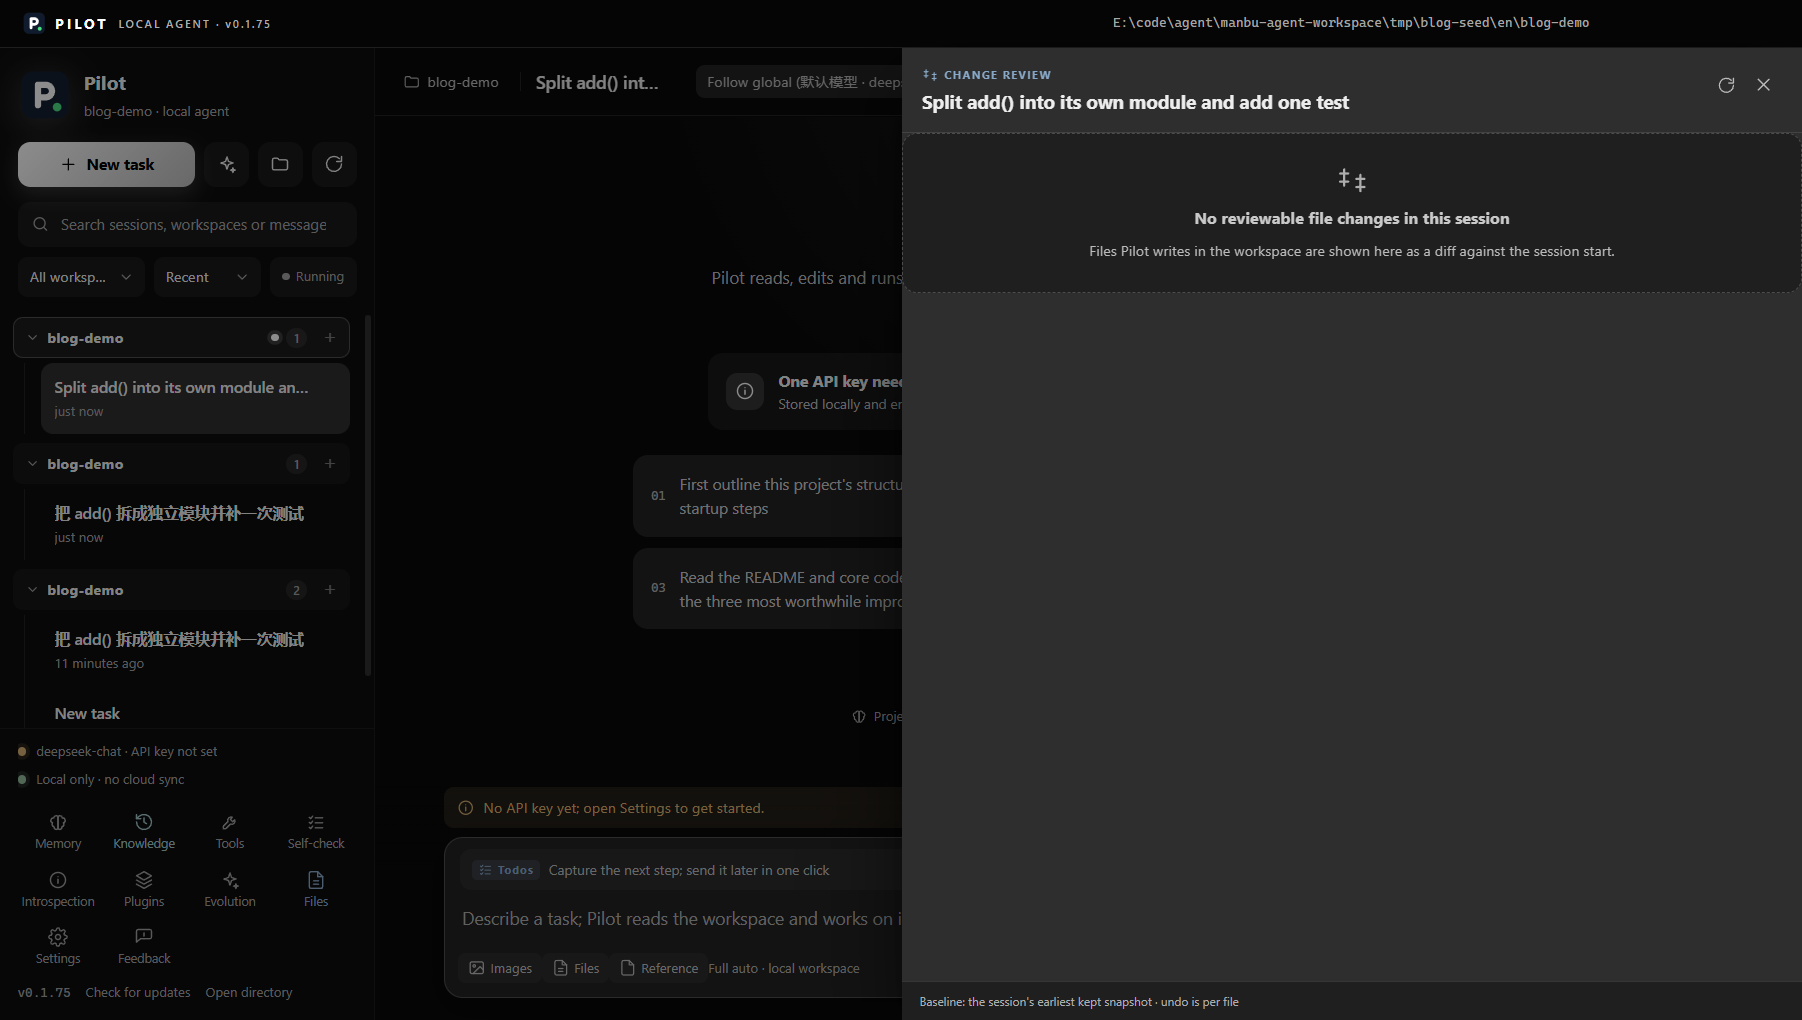 P. PILOT LOCAL AGENT · v0.1.75
E:\code\agent\manbu-agent-workspace\tmp\blog-seed\en\blog-demo
P.
Pilot
blog-demo · local agent
New task
Search sessions, workspaces or message
All worksp...
Recent
Running
blog-demo
1
Split add() into its own module an...
just now
blog-demo
1
把 add() 拆成独立模块并补一次测试
just now
blog-demo
2
把 add() 拆成独立模块并补一次测试
11 minutes ago
New task
deepseek-chat · API key not set
Local only · no cloud sync
Memory
Knowledge
Tools
Self-check
Introspection
Plugins
Evolution
Files
Settings
Feedback
v0.1.75 Check for updates Open directory
blog-demo
Split add() int...
Follow global (默认模型 · deep
Pilot reads, edits and runs
One API key
Stored locally and
01
First outline this project's
startup steps
03
Read the README and core
the three most worthwhile
No API key yet; open Settings to get started.
Todos
Capture the next step; send it later in one click
Describe a task; Pilot reads the workspace and works on
Images
Files
Reference
Full auto · local workspace
CHANGE REVIEW
Split add() into its own module and add one test
No reviewable file changes in this session
Files Pilot writes in the workspace are shown here as a diff against the session start.
Baseline: the session's earliest kept snapshot · undo is per file